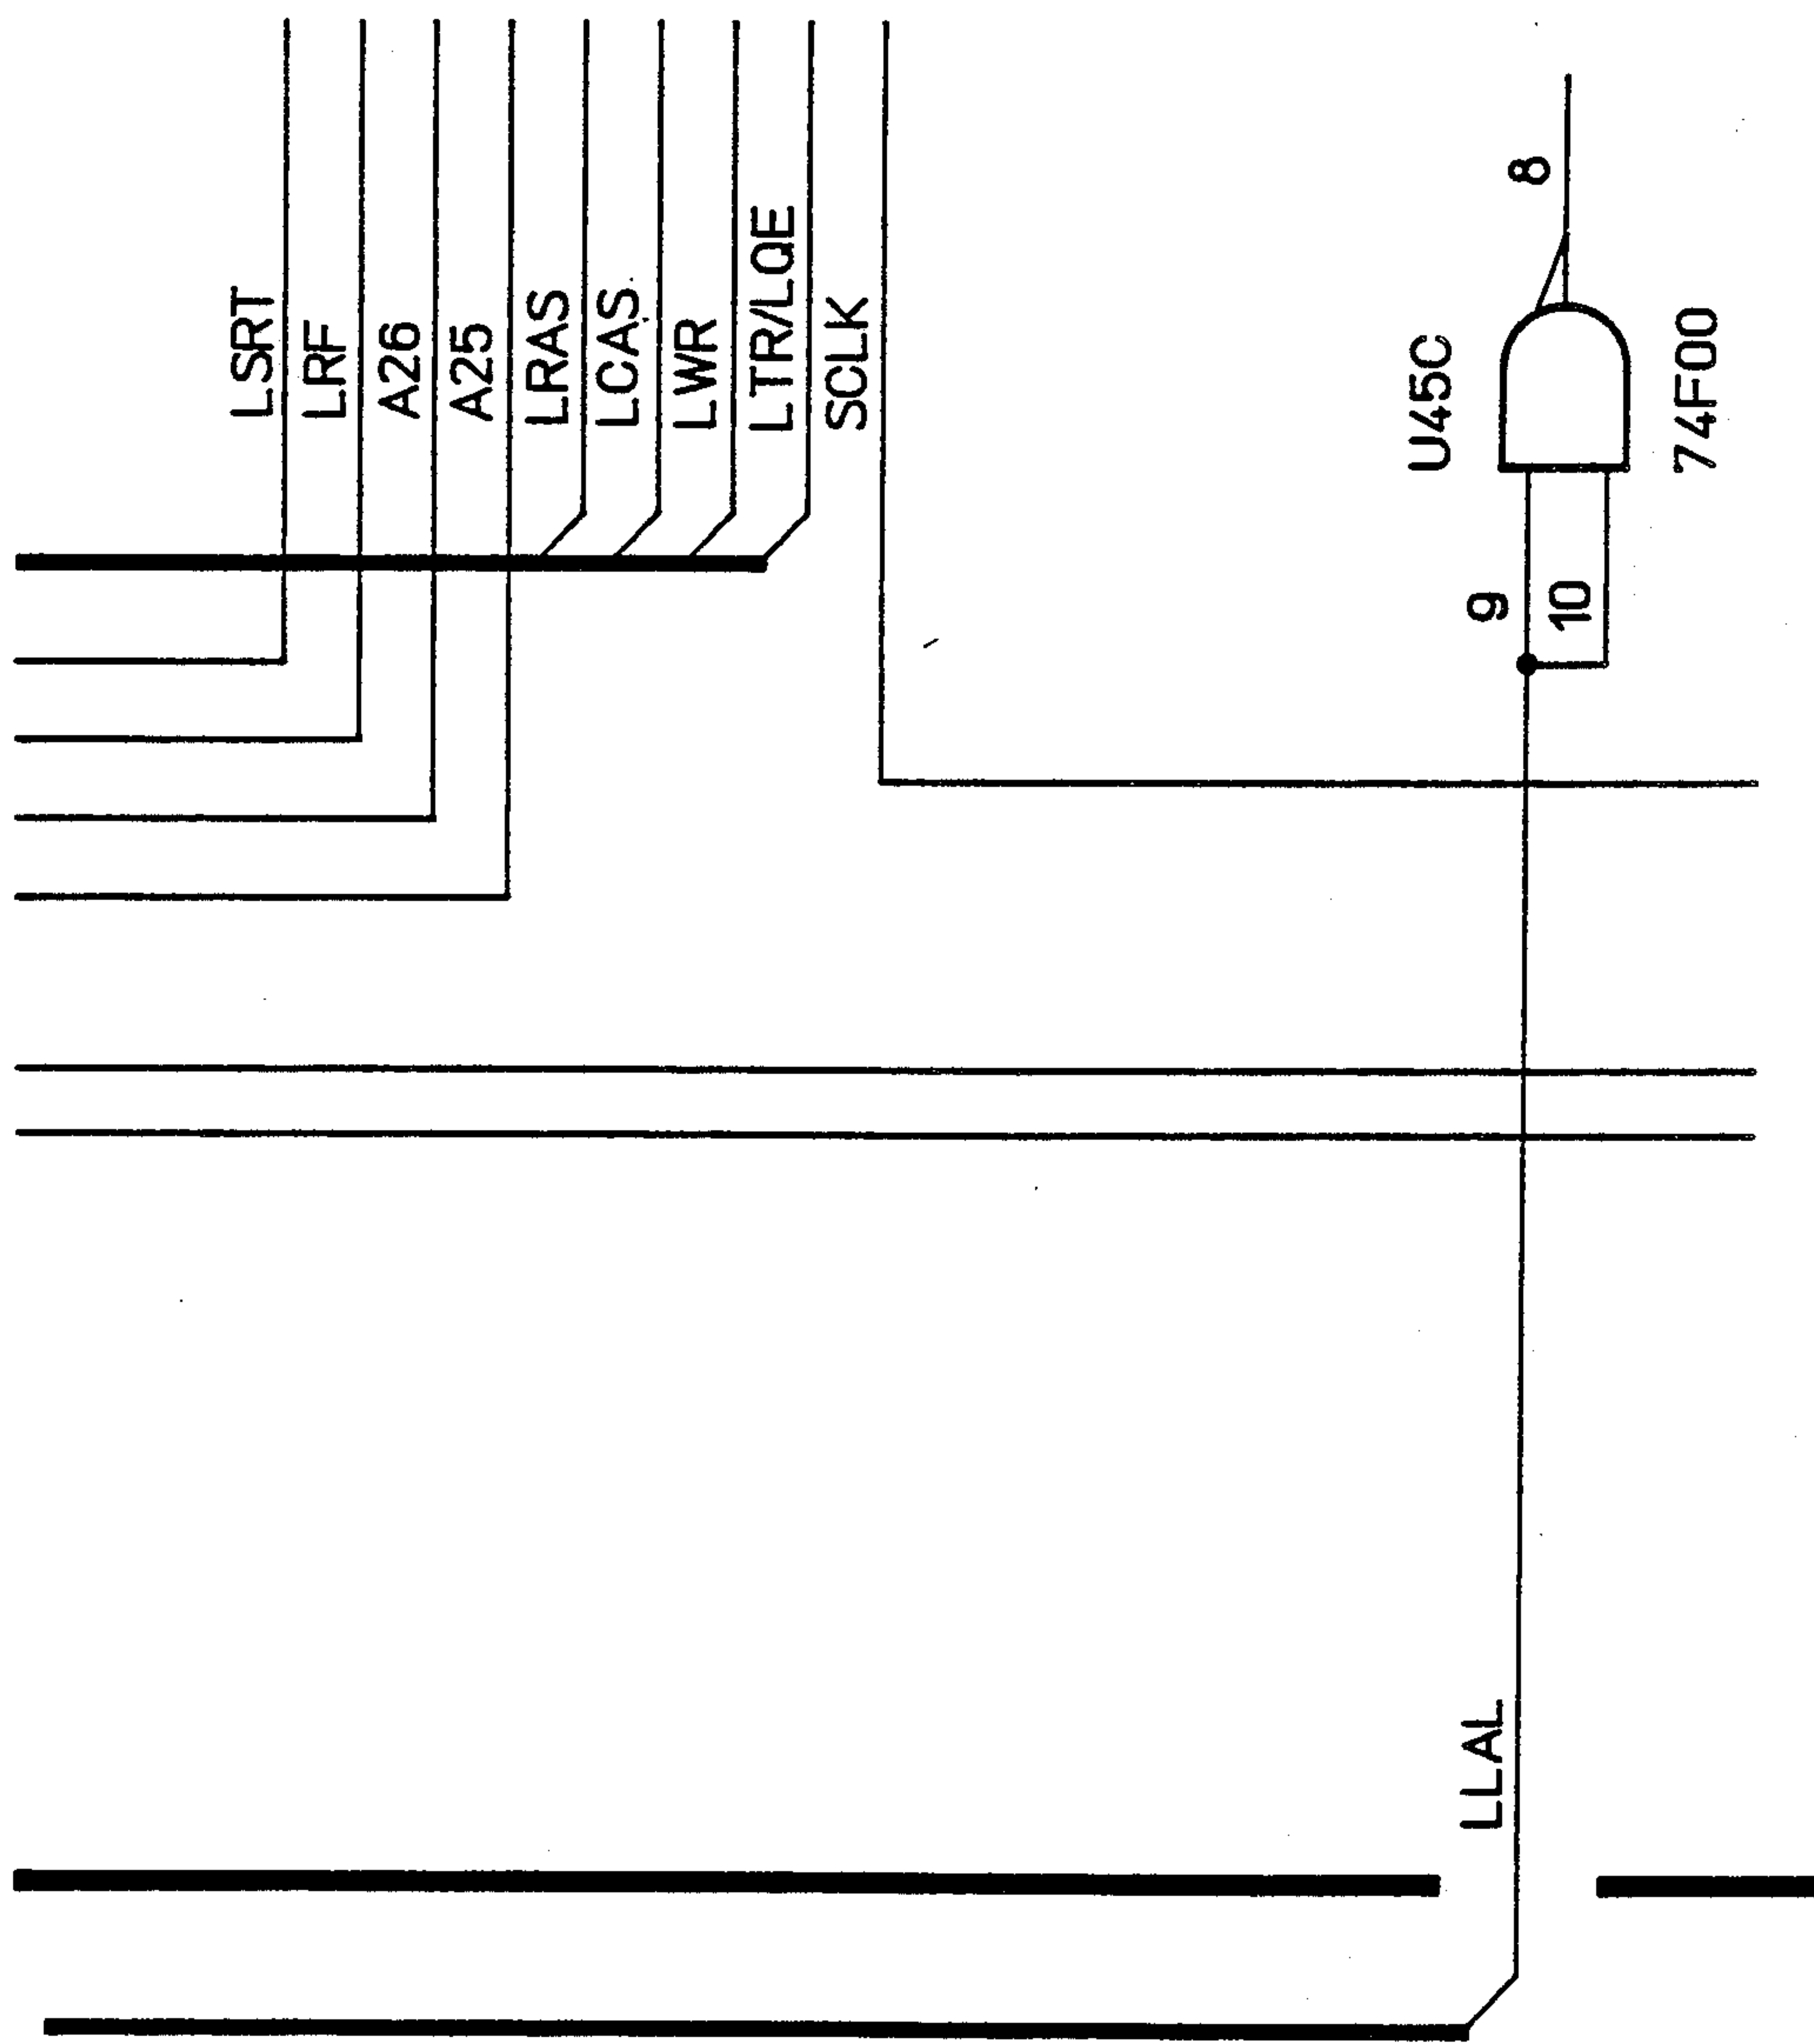 LSRT
LRF
A26
A25
LRAS
LCAS
LWR
LTR/LQE
SCLK
U45C
9
10
8
74F00
LLAL